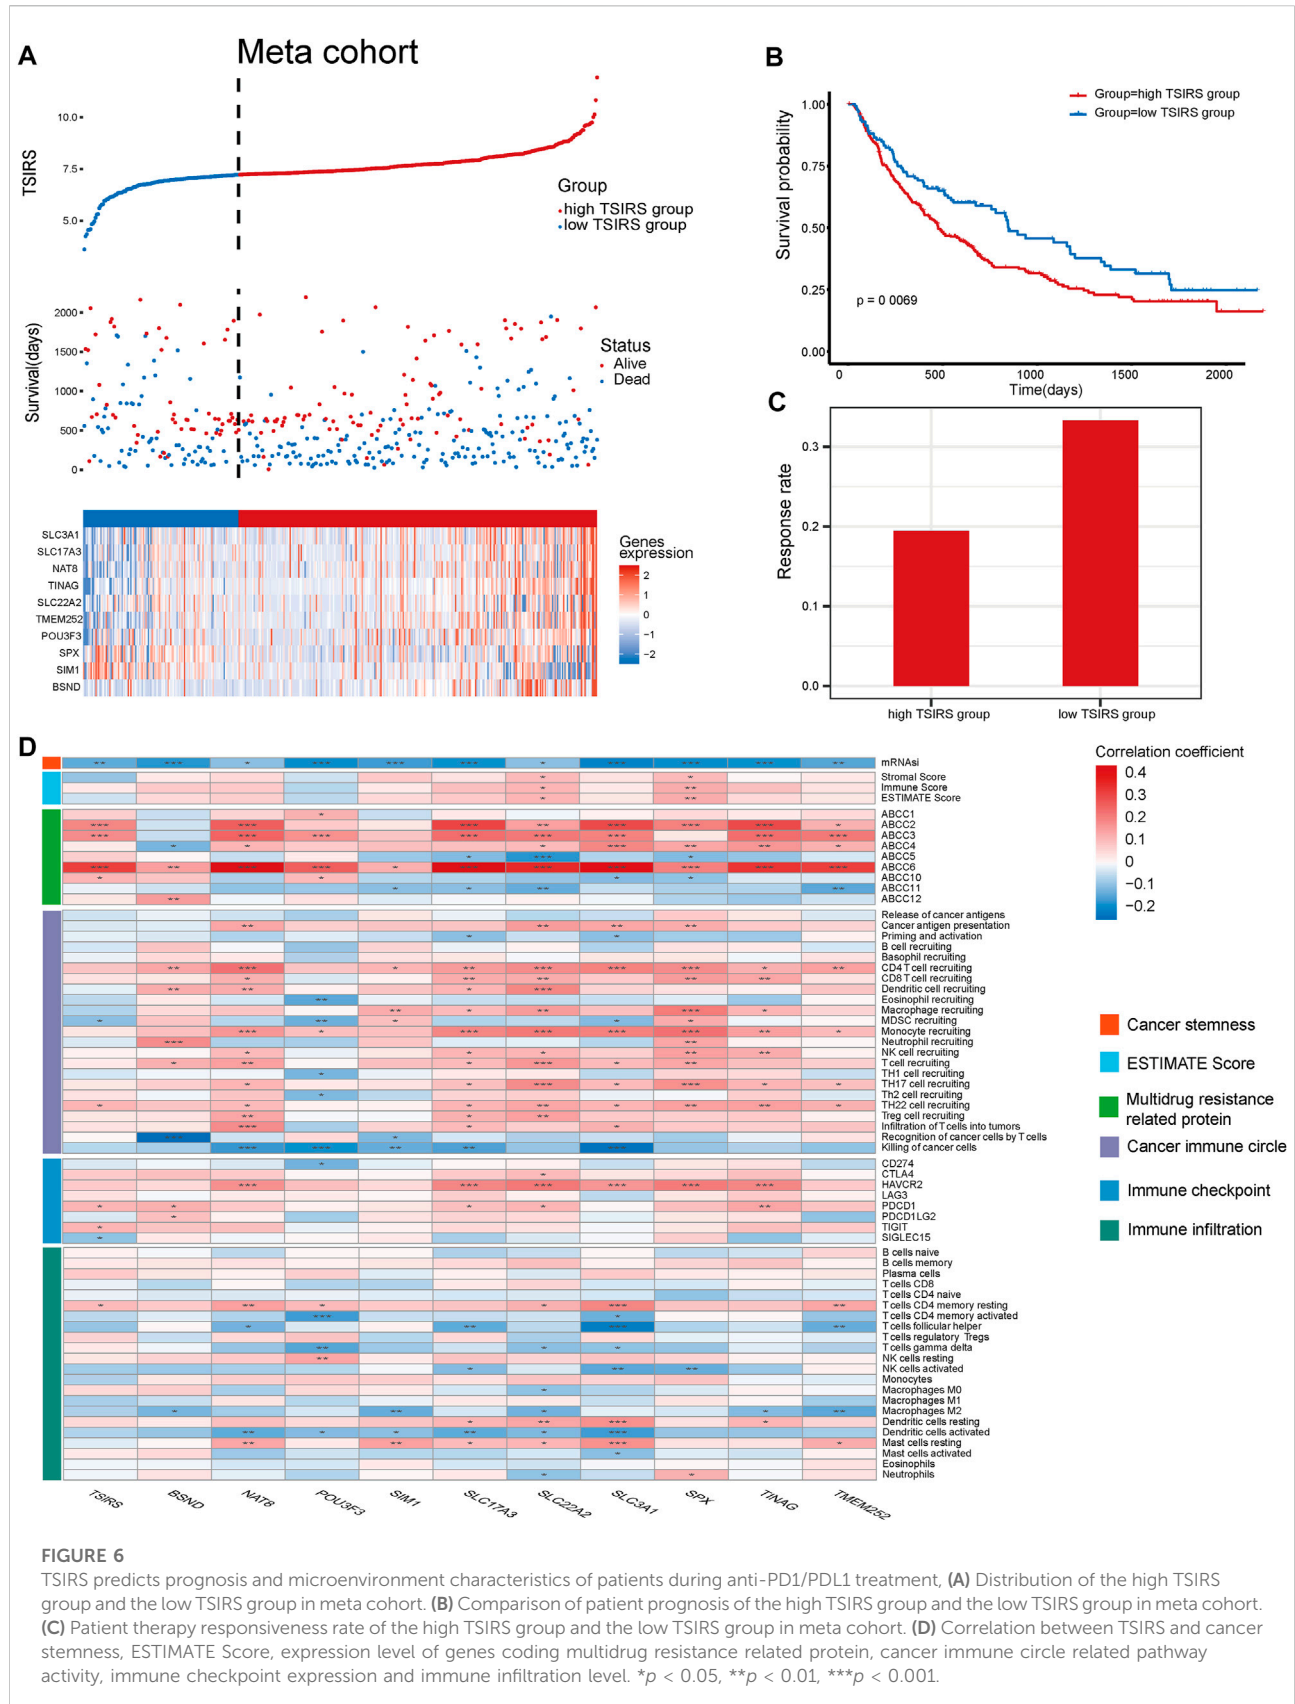 A
Meta cohort
TSIRS
10.0
7.5
5.0
Group
high TSIRS group
low TSIRS group
Survival(days)
2000
1500
1000
500
0
Status
Alive
Dead
SLC3A1
SLC17A3
NAT8
TINAG
SLC22A2
TMEM252
POU3F3
SPX
SIM1
BSND
Genes
expression
2
1
0
−1
−2
B
Survival probability
1.00
0.75
0.50
0.25
0.00
Group=high TSIRS group
Group=low TSIRS group
p = 0 0069
0 500 1000 1500 2000
Time(days)
C
Response rate
0.3
0.2
0.1
0.0
high TSIRS group low TSIRS group
D
mRNAsi
Stromal Score
Immune Score
ESTIMATE Score
ABCC1
ABCC2
ABCC3
ABCC4
ABCC5
ABCC6
ABCC10
ABCC11
ABCC12
Release of cancer antigens
Cancer antigen presentation
Priming and activation
B cell recruiting
Basophil recruiting
CD4 T cell recruiting
CD8 T cell recruiting
Dendritic cell recruiting
Eosinophil recruiting
Macrophage recruiting
MDSC recruiting
Monocyte recruiting
Neutrophil recruiting
NK cell recruiting
T cell recruiting
TH1 cell recruiting
TH17 cell recruiting
Th2 cell recruiting
TH22 cell recruiting
Treg cell recruiting
Infiltration of T cells into tumors
Recognition of cancer cells by T cells
Killing of cancer cells
CD274
CTLA4
HAVCR2
LAG3
PDCD1
PDCD1LG2
TIGIT
SIGLEC15
B cells naive
B cells memory
Plasma cells
T cells CD8
T cells CD4 naive
T cells CD4 memory resting
T cells CD4 memory activated
T cells follicular helper
T cells regulatory Tregs
T cells gamma delta
NK cells resting
NK cells activated
Monocytes
Macrophages M0
Macrophages M1
Macrophages M2
Dendritic cells resting
Dendritic cells activated
Mast cells resting
Mast cells activated
Eosinophils
Neutrophils
TSIRS BSND NAT8 POU3F3 SIM1 SLC17A3 SLC22A2 SLC3A1 SPX TINAG TMEM252
Correlation coefficient
0.4
0.3
0.2
0.1
0
−0.1
−0.2
Cancer stemness
ESTIMATE Score
Multidrug resistance
related protein
Cancer immune circle
Immune checkpoint
Immune infiltration
FIGURE 6
TSIRS predicts prognosis and microenvironment characteristics of patients during anti-PD1/PDL1 treatment, (A) Distribution of the high TSIRS
group and the low TSIRS group in meta cohort. (B) Comparison of patient prognosis of the high TSIRS group and the low TSIRS group in meta cohort.
(C) Patient therapy responsiveness rate of the high TSIRS group and the low TSIRS group in meta cohort. (D) Correlation between TSIRS and cancer
stemness, ESTIMATE Score, expression level of genes coding multidrug resistance related protein, cancer immune circle related pathway
activity, immune checkpoint expression and immune infiltration level. *p < 0.05, **p < 0.01, ***p < 0.001.